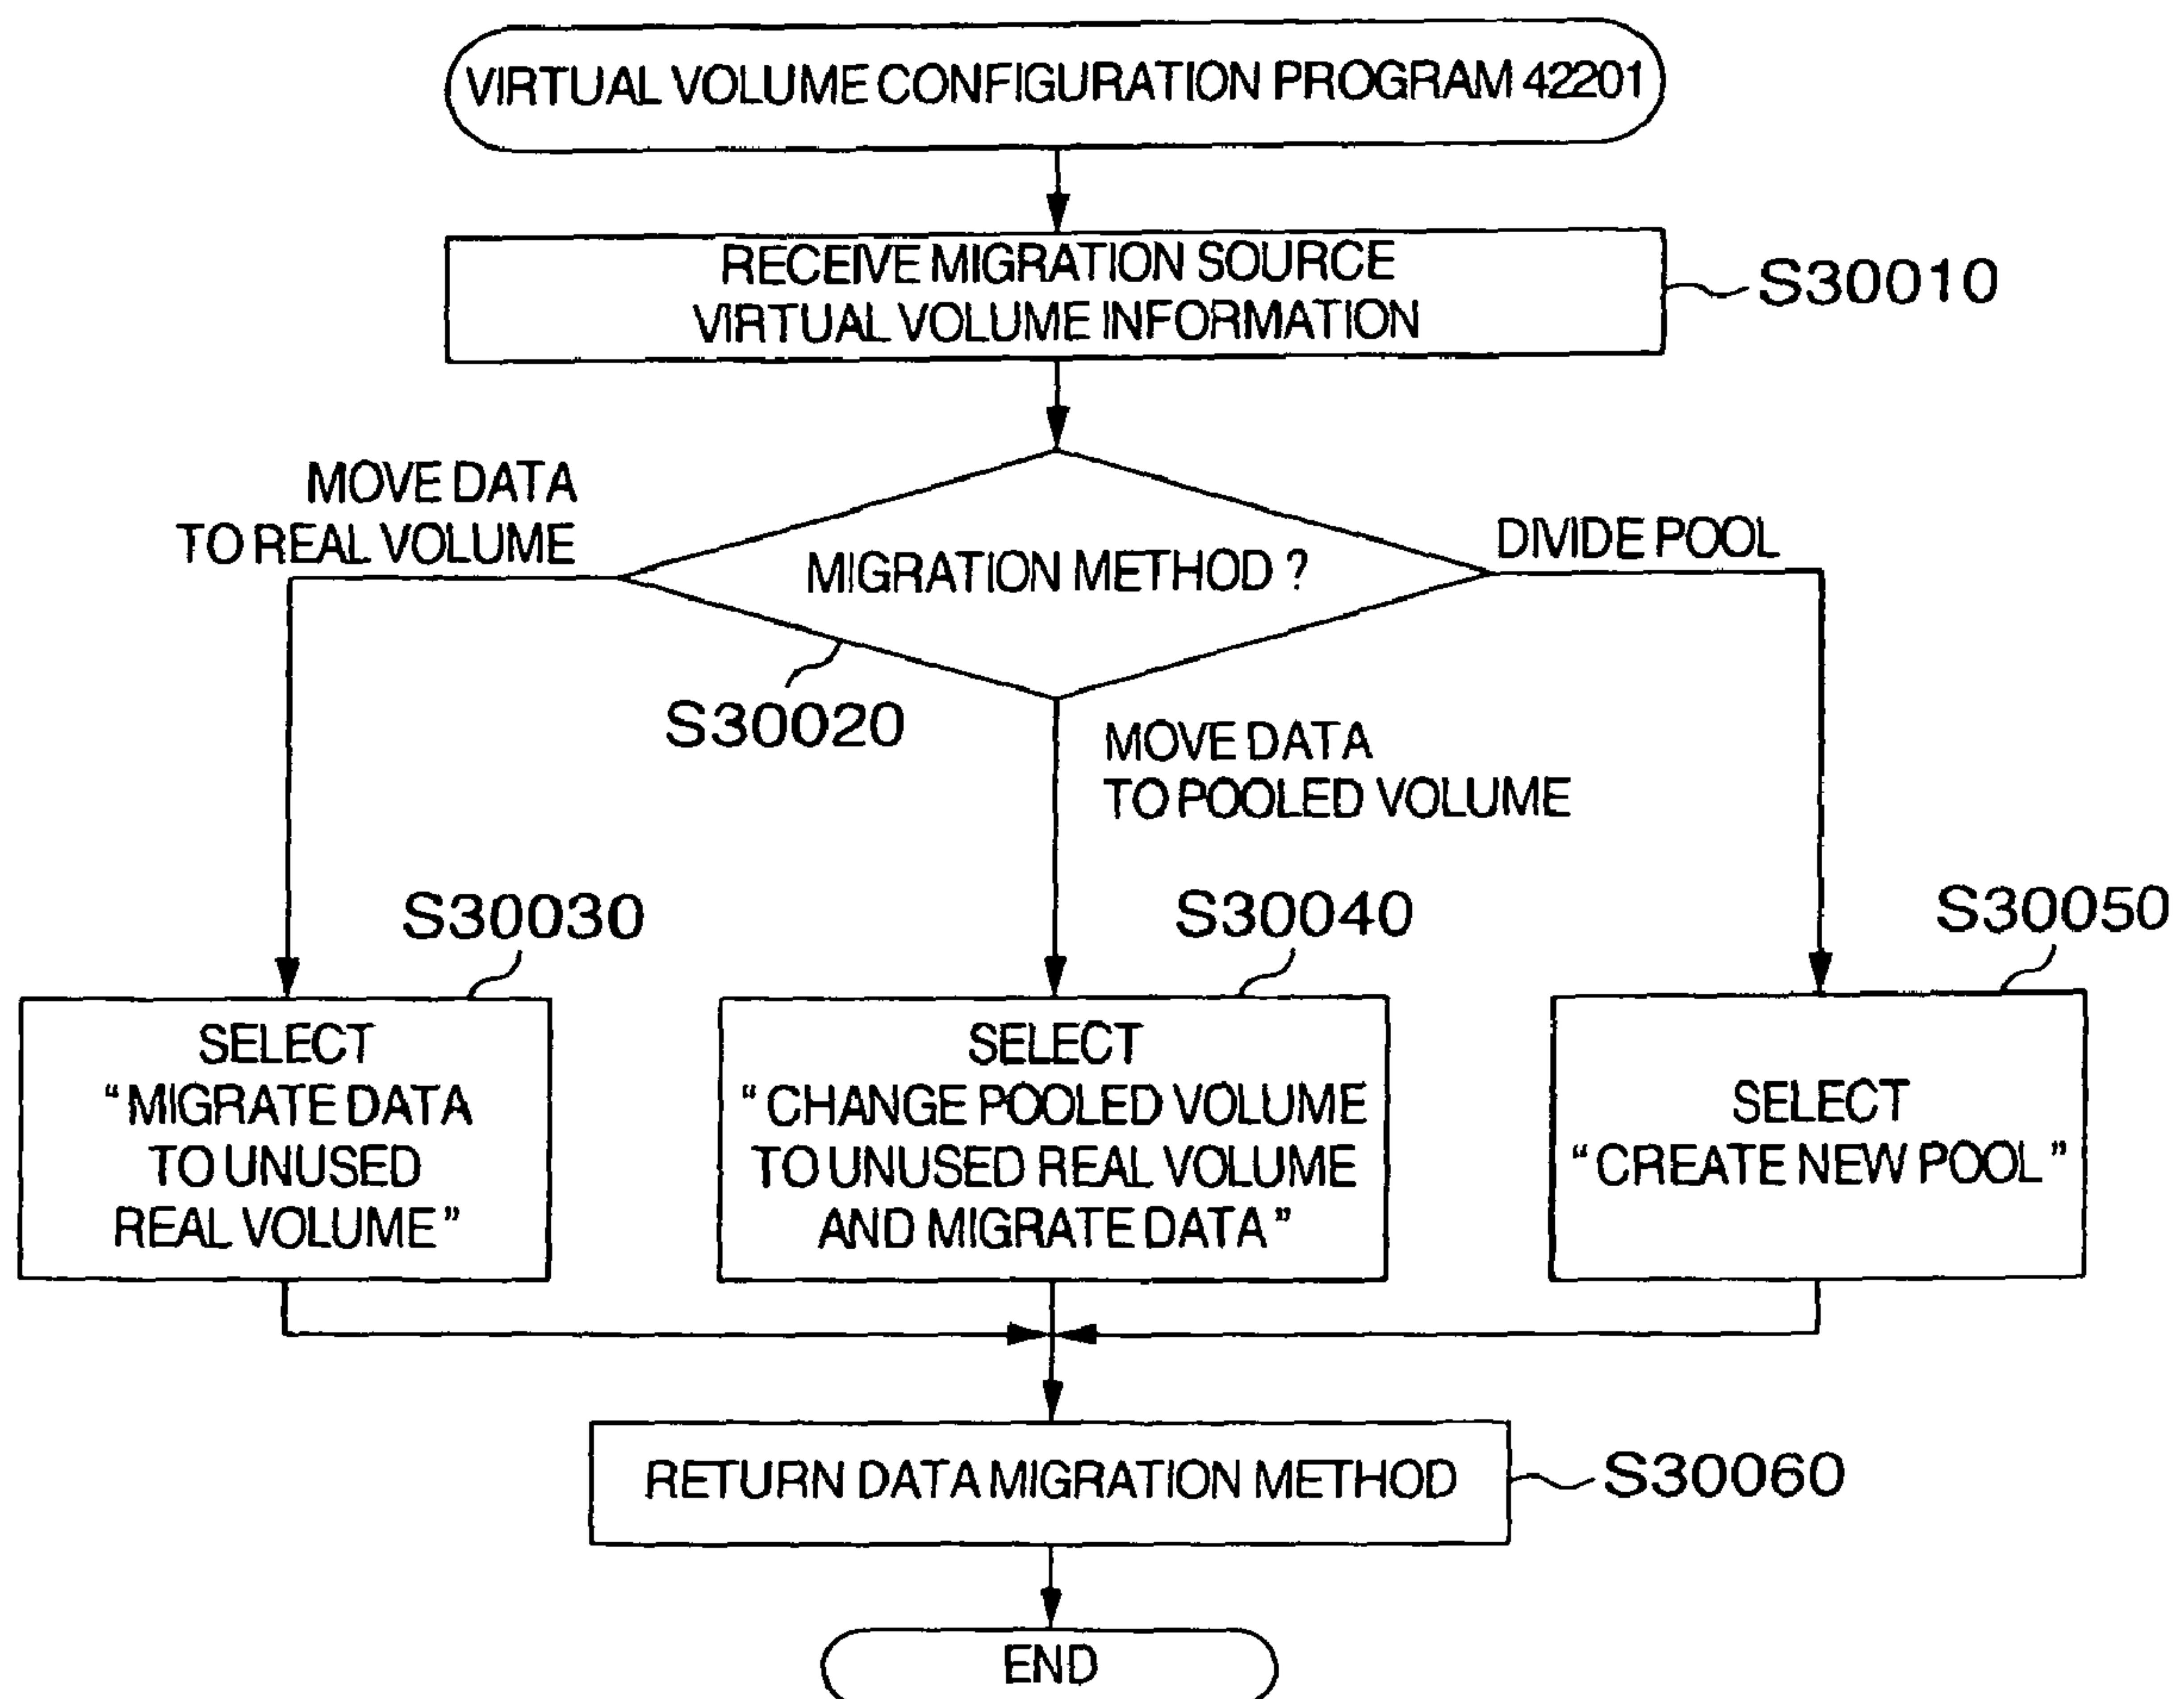 VIRTUAL VOLUME CONFIGURATION PROGRAM 42201
RECEIVE MIGRATION SOURCE
VIRTUAL VOLUME INFORMATION
S30010
MOVE DATA
TO REAL VOLUME
MIGRATION METHOD ?
DIVIDE POOL
S30020
MOVE DATA
TO POOLED VOLUME
S30030
SELECT
“MIGRATE DATA
TO UNUSED
REAL VOLUME”
S30040
SELECT
“CHANGE POOLED VOLUME
TO UNUSED REAL VOLUME
AND MIGRATE DATA”
S30050
SELECT
“CREATE NEW POOL”
RETURN DATA MIGRATION METHOD
S30060
END